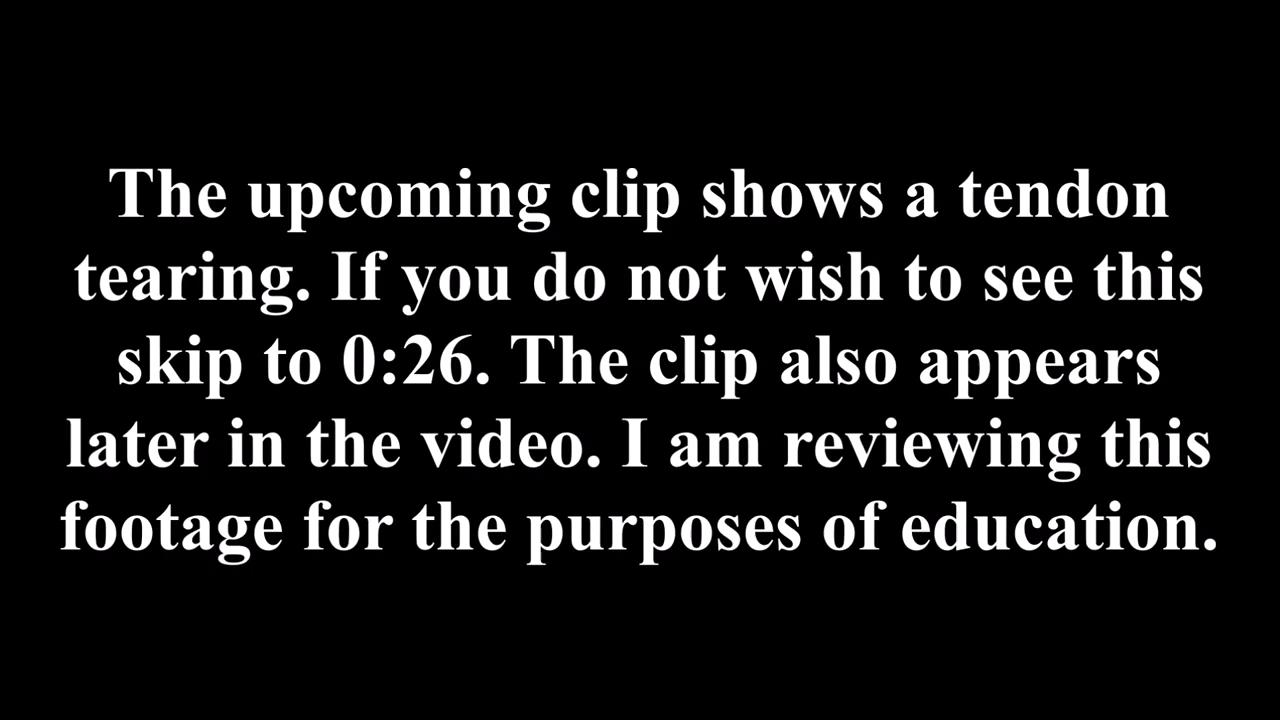 The upcoming clip shows a tendon
tearing. If you do not wish to see this
skip to 0:26. The clip also appears
later in the video. I am reviewing this
footage for the purposes of education.